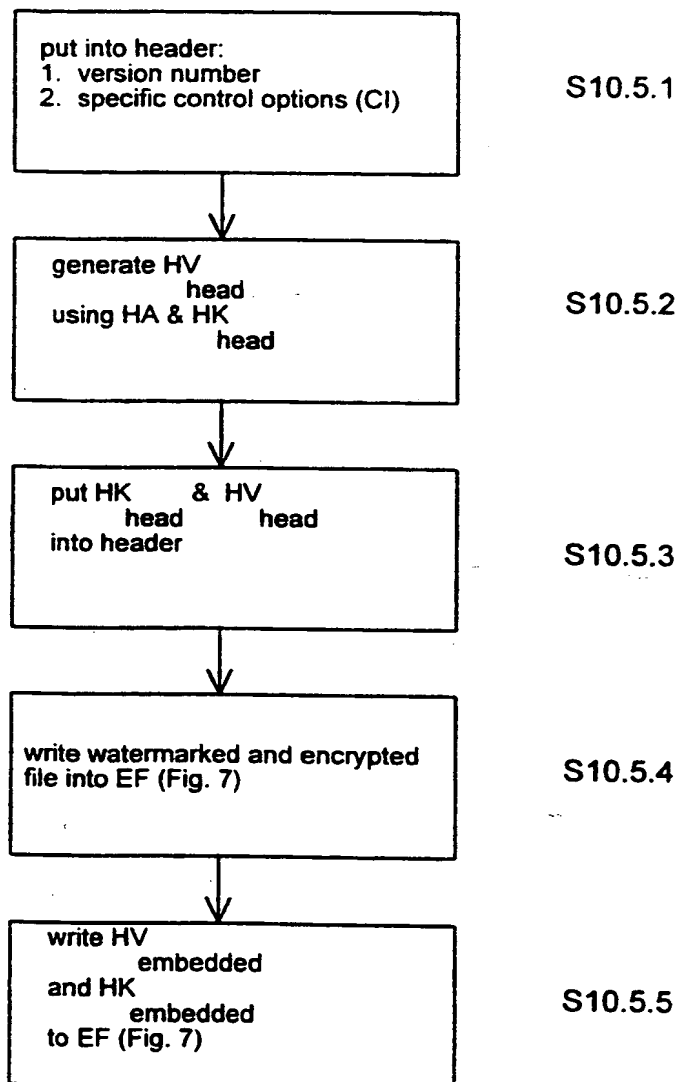 put into header:
1. version number
2. specific control options (CI)
S10.5.1
generate HV
head
using HA & HK
head
S10.5.2
put HK & HV
head head
into header
S10.5.3
write watermarked and encrypted
file into EF (Fig. 7)
S10.5.4
write HV
embedded
and HK
embedded
to EF (Fig. 7)
S10.5.5